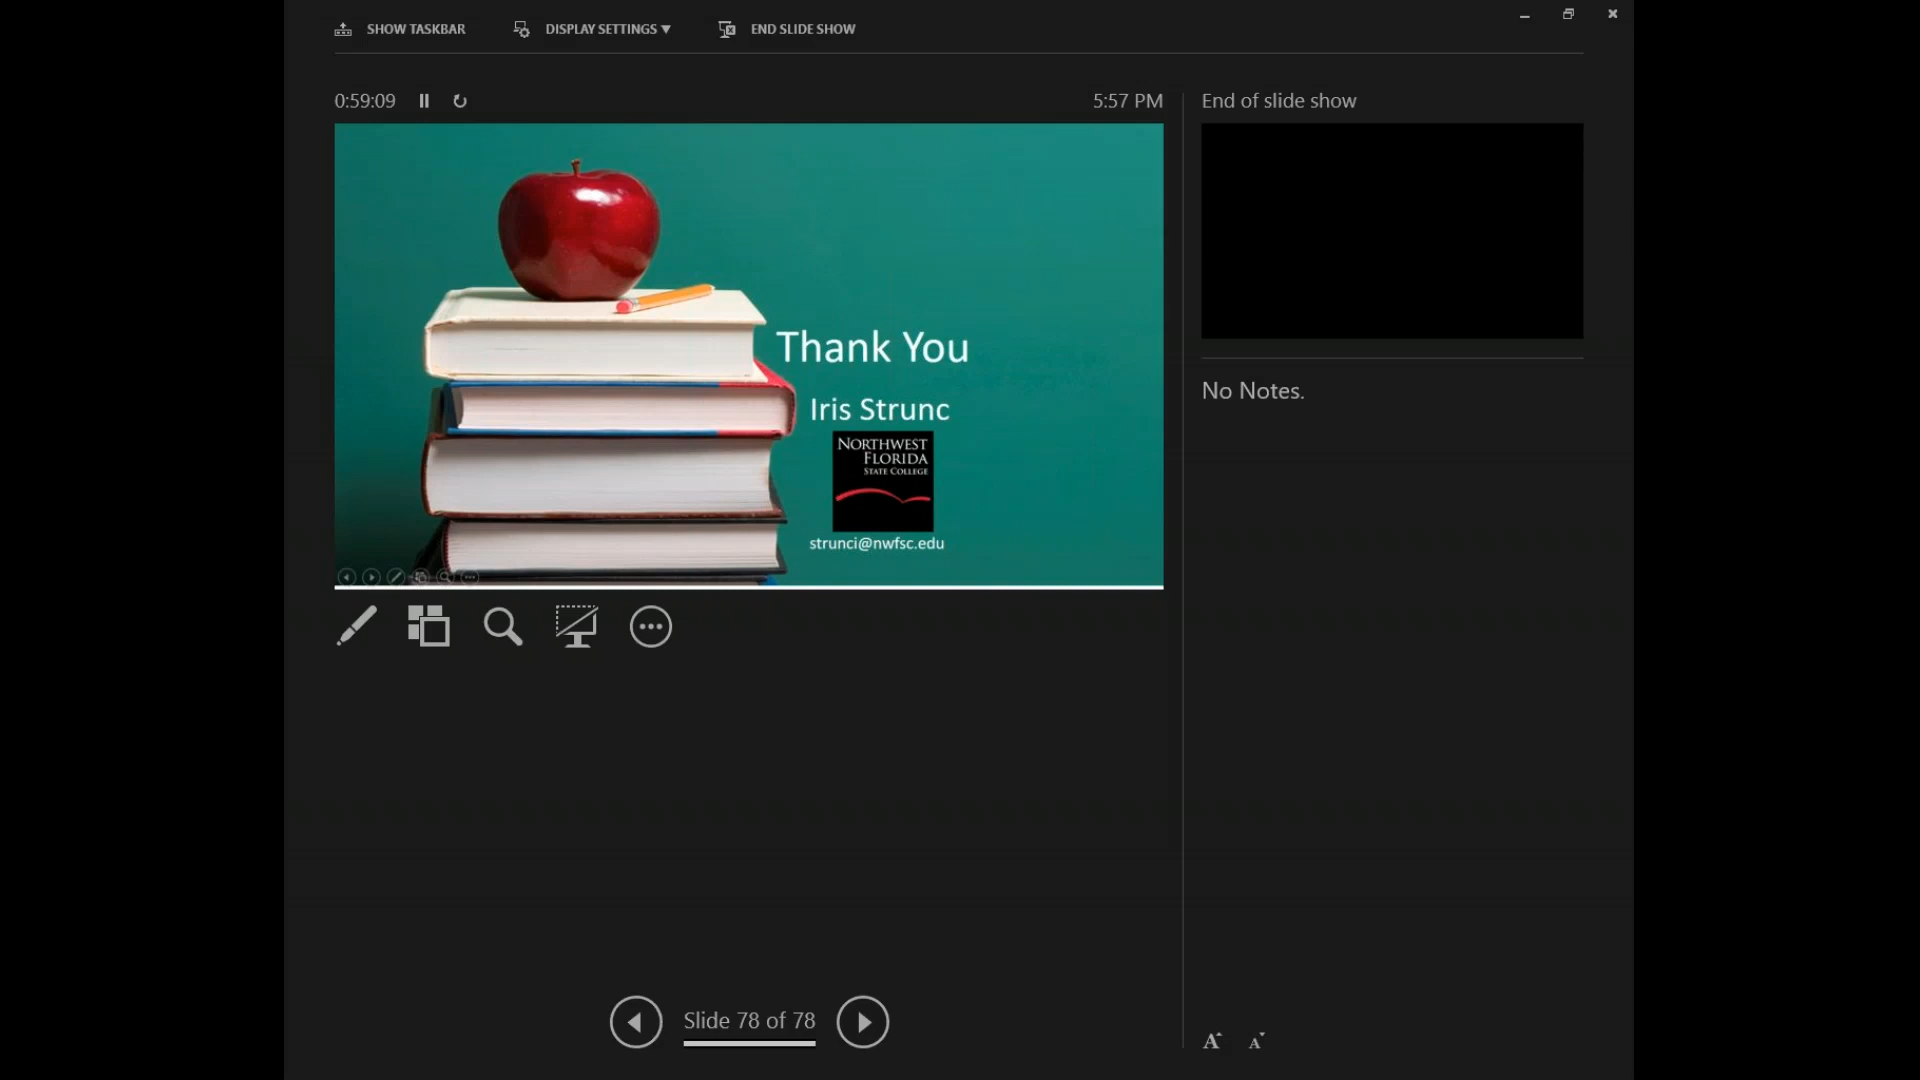 SHOW TASKBAR
DISPLAY SETTINGS ▼
END SLIDE SHOW
0:59:09
5:57 PM
End of slide show
Thank You
Iris Strunc
NORTHWEST
FLORIDA
STATE COLLEGE
strunci@nwfsc.edu
No Notes.
Slide 78 of 78
A A